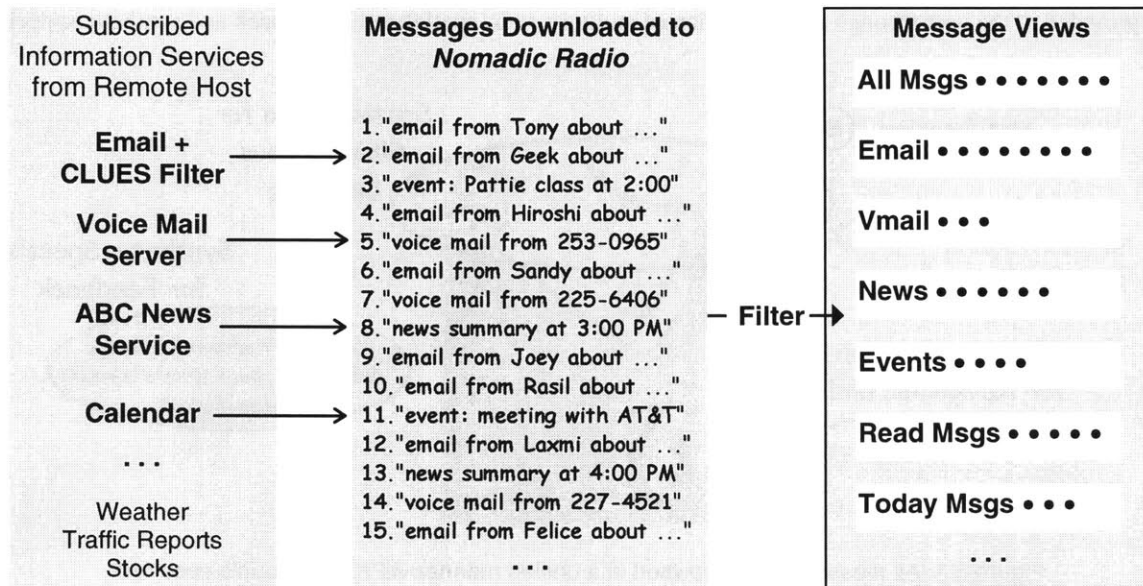 Subscribed
Information Services
from Remote Host
Email +
CLUES Filter
Voice Mail
Server
ABC News
Service
Calendar
. . .
Weather
Traffic Reports
Stocks
Messages Downloaded to
Nomadic Radio
1. "email from Tony about ..."
2. "email from Geek about ..."
3. "event: Pattie class at 2:00"
4. "email from Hiroshi about ..."
5. "voice mail from 253-0965"
6. "email from Sandy about ..."
7. "voice mail from 225-6406"
8. "news summary at 3:00 PM"
9. "email from Joey about ..."
10. "email from Rasil about ..."
11. "event: meeting with AT&T"
12. "email from Laxmi about ..."
13. "news summary at 4:00 PM"
14. "voice mail from 227-4521"
15. "email from Felice about ..."
. . .
Filter
Message Views
All Msgs • • • • • • •
Email • • • • • • • •
Vmail • • •
News • • • • • •
Events • • • •
Read Msgs • • • • •
Today Msgs • • •
. . .